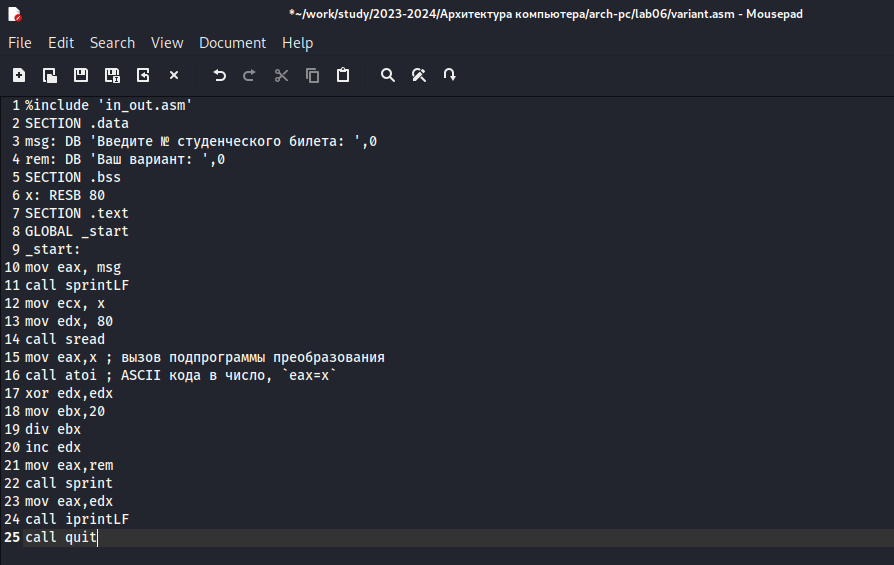 *~/work/study/2023-2024/Архитектура компьютера/arch-pc/lab06/variant.asm - Mousepad
File Edit Search View Document Help
1 %include 'in_out.asm'
2 SECTION .data
3 msg: DB 'Введите № студенческого билета: ',0
4 rem: DB 'Ваш вариант: ',0
5 SECTION .bss
6 x: RESB 80
7 SECTION .text
8 GLOBAL _start
9 _start:
10 mov eax, msg
11 call sprintLF
12 mov ecx, x
13 mov edx, 80
14 call sread
15 mov eax,x ; вызов подпрограммы преобразования
16 call atoi ; ASCII кода в число, `eax=x`
17 xor edx,edx
18 mov ebx,20
19 div ebx
20 inc edx
21 mov eax,rem
22 call sprint
23 mov eax,edx
24 call iprintLF
25 call quit